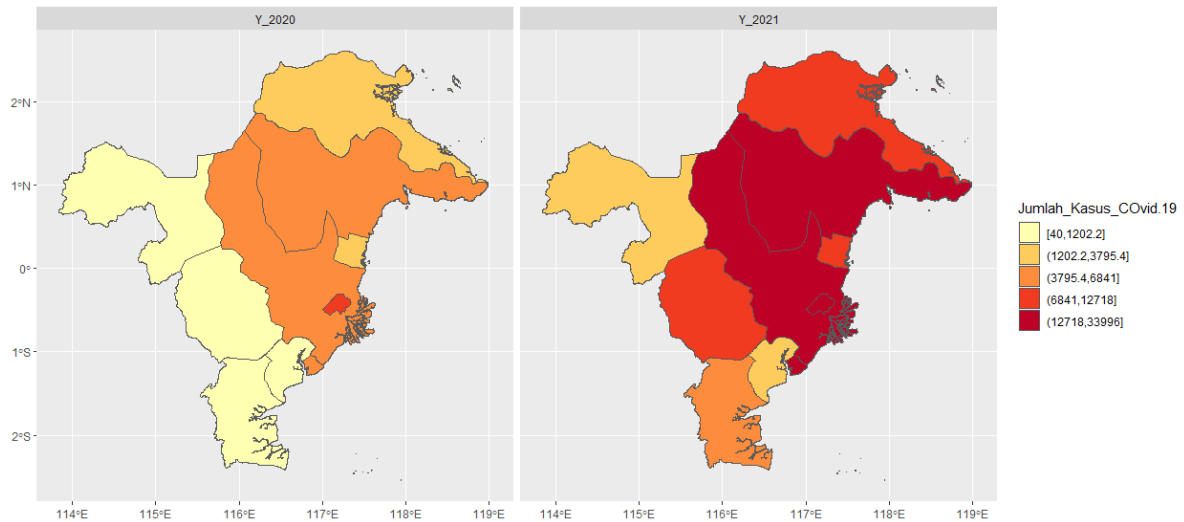 Y_2020
Y_2021
2°N
1°N
0°
1°S
2°S
114°E 115°E 116°E 117°E 118°E 119°E
114°E 115°E 116°E 117°E 118°E 119°E
Jumlah_Kasus_COvid.19
[40,1202.2]
(1202.2,3795.4]
(3795.4,6841]
(6841,12718]
(12718,33996]